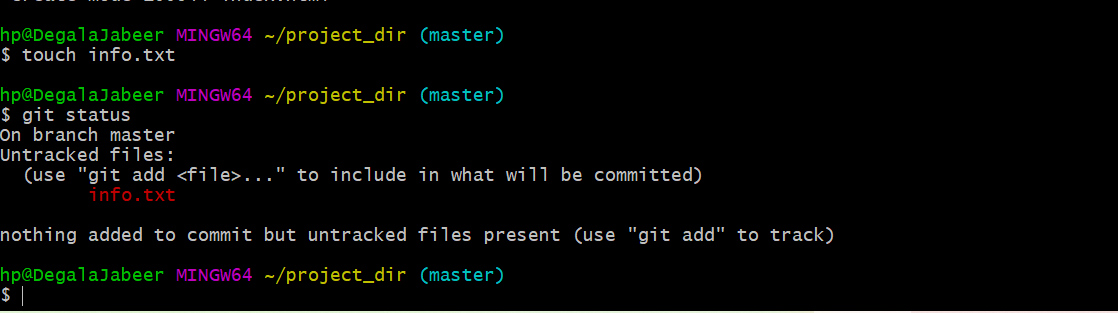 hp@DegalaJabeer MINGW64 ~/project_dir (master)
$ touch info.txt
hp@DegalaJabeer MINGW64 ~/project_dir (master)
$ git status
On branch master
Untracked files:
  (use "git add <file>..." to include in what will be committed)
        info.txt
nothing added to commit but untracked files present (use "git add" to track)
hp@DegalaJabeer MINGW64 ~/project_dir (master)
$